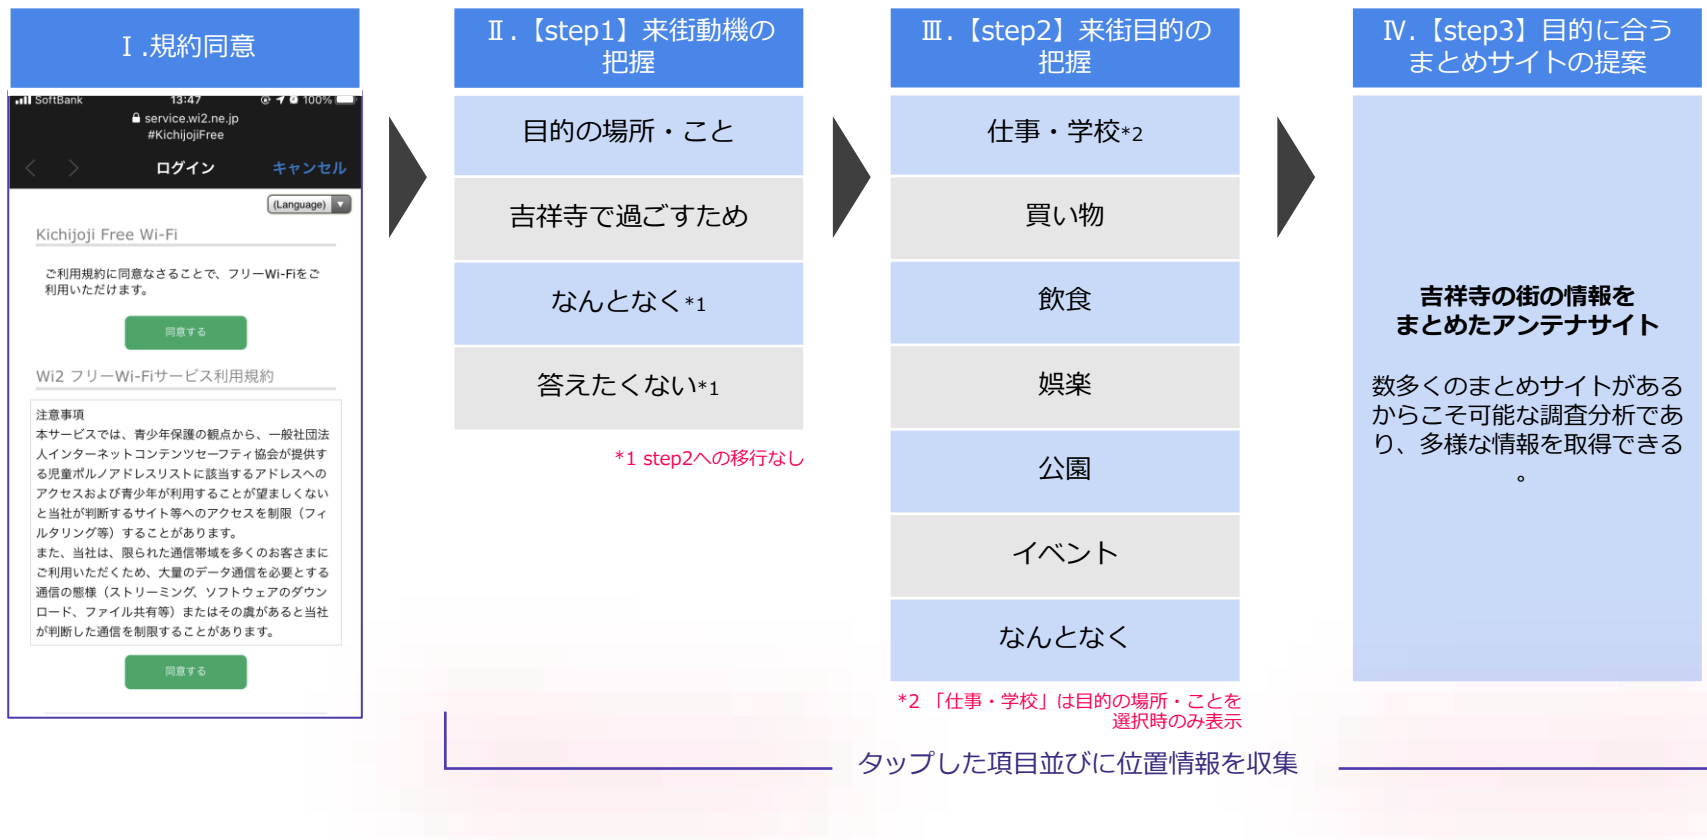 Ⅰ.規約同意
SoftBank 13:47 100%
service.wi2.ne.jp
#KichijojiFree
ログイン キャンセル
(Language)
Kichijoji Free Wi-Fi
ご利用規約に同意なさることで、フリーWi-Fiをご
利用いただけます。
同意する
Wi2 フリーWi-Fiサービス利用規約
注意事項
本サービスでは、青少年保護の観点から、一般社団法
人インターネットコンテンツセーフティ協会が提供す
る児童ポルノアドレスリストに該当するアドレスへの
アクセスおよび青少年が利用することが望ましくない
と当社が判断するサイト等へのアクセスを制限（フィ
ルタリング等）することがあります。
また、当社は、限られた通信帯域を多くのお客さまに
ご利用いただくため、大量のデータ通信を必要とする
通信の態様（ストリーミング、ソフトウェアのダウン
ロード、ファイル共有等）またはその虞があると当社
が判断した通信を制限することがあります。
同意する
Ⅱ.【step1】来街動機の
把握
目的の場所・こと
吉祥寺で過ごすため
なんとなく*1
答えたくない*1
*1 step2への移行なし
Ⅲ.【step2】来街目的の
把握
仕事・学校*2
買い物
飲食
娯楽
公園
イベント
なんとなく
*2 「仕事・学校」は目的の場所・ことを
選択時のみ表示
Ⅳ.【step3】目的に合う
まとめサイトの提案
吉祥寺の街の情報を
まとめたアンテナサイト
数多くのまとめサイトがある
からこそ可能な調査分析であ
り、多様な情報を取得できる
。
タップした項目並びに位置情報を収集